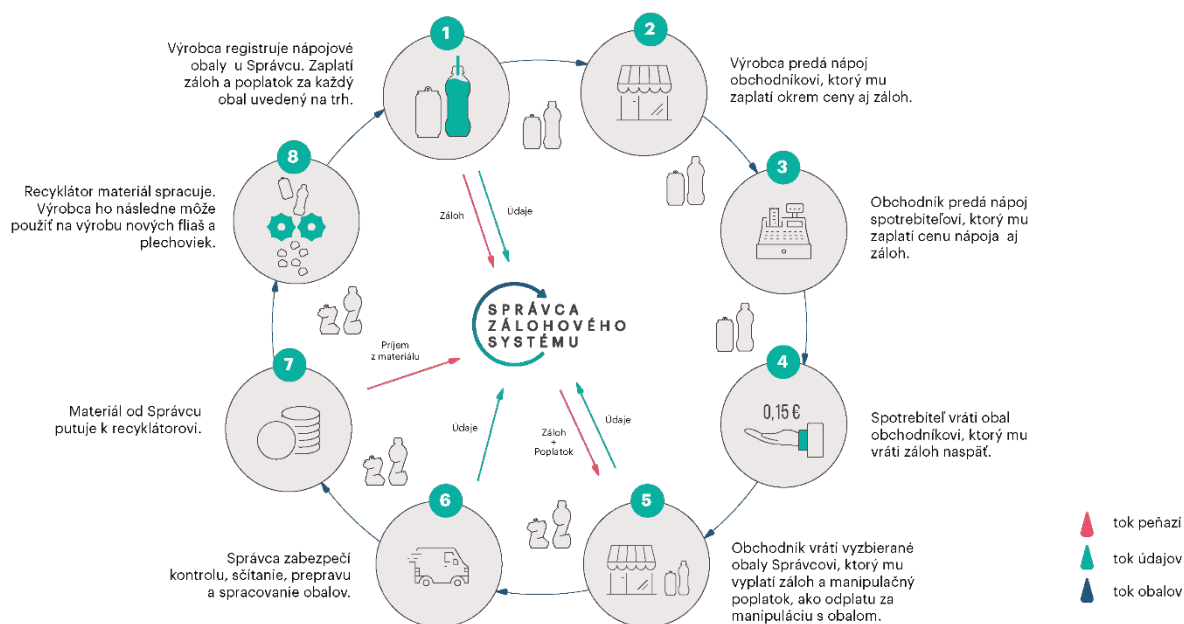 1
Výrobca registruje nápojové
obaly u Správcu. Zaplatí
záloh a poplatok za každý
obal uvedený na trh.
2
Výrobca predá nápoj
obchodníkovi, ktorý mu
zaplatí okrem ceny aj záloh.
3
Obchodník predá nápoj
spotrebiteľovi, ktorý mu
zaplatí cenu nápoja aj
záloh.
4
0,15 €
Spotrebiteľ vráti obal
obchodníkovi, ktorý mu
vráti záloh naspäť.
5
Obchodník vráti vyzbierané
obaly Správcovi, ktorý mu
vyplatí záloh a manipulačný
poplatok, ako odplatu za
manipuláciu s obalom.
6
Správca zabezpečí
kontrolu, sčítanie, prepravu
a spracovanie obalov.
7
Materiál od Správcu
putuje k recyklátorovi.
8
Recyklátor materiál spracuje.
Výrobca ho následne môže
použiť na výrobu nových fliaš a
plechoviek.
Záloh
Údaje
SPRÁVCA
ZÁLOHOVÉHO
SYSTÉMU
Príjem
z materiálu
Údaje
Záloh
+
Poplatok
Údaje
tok peňazí
tok údajov
tok obalov